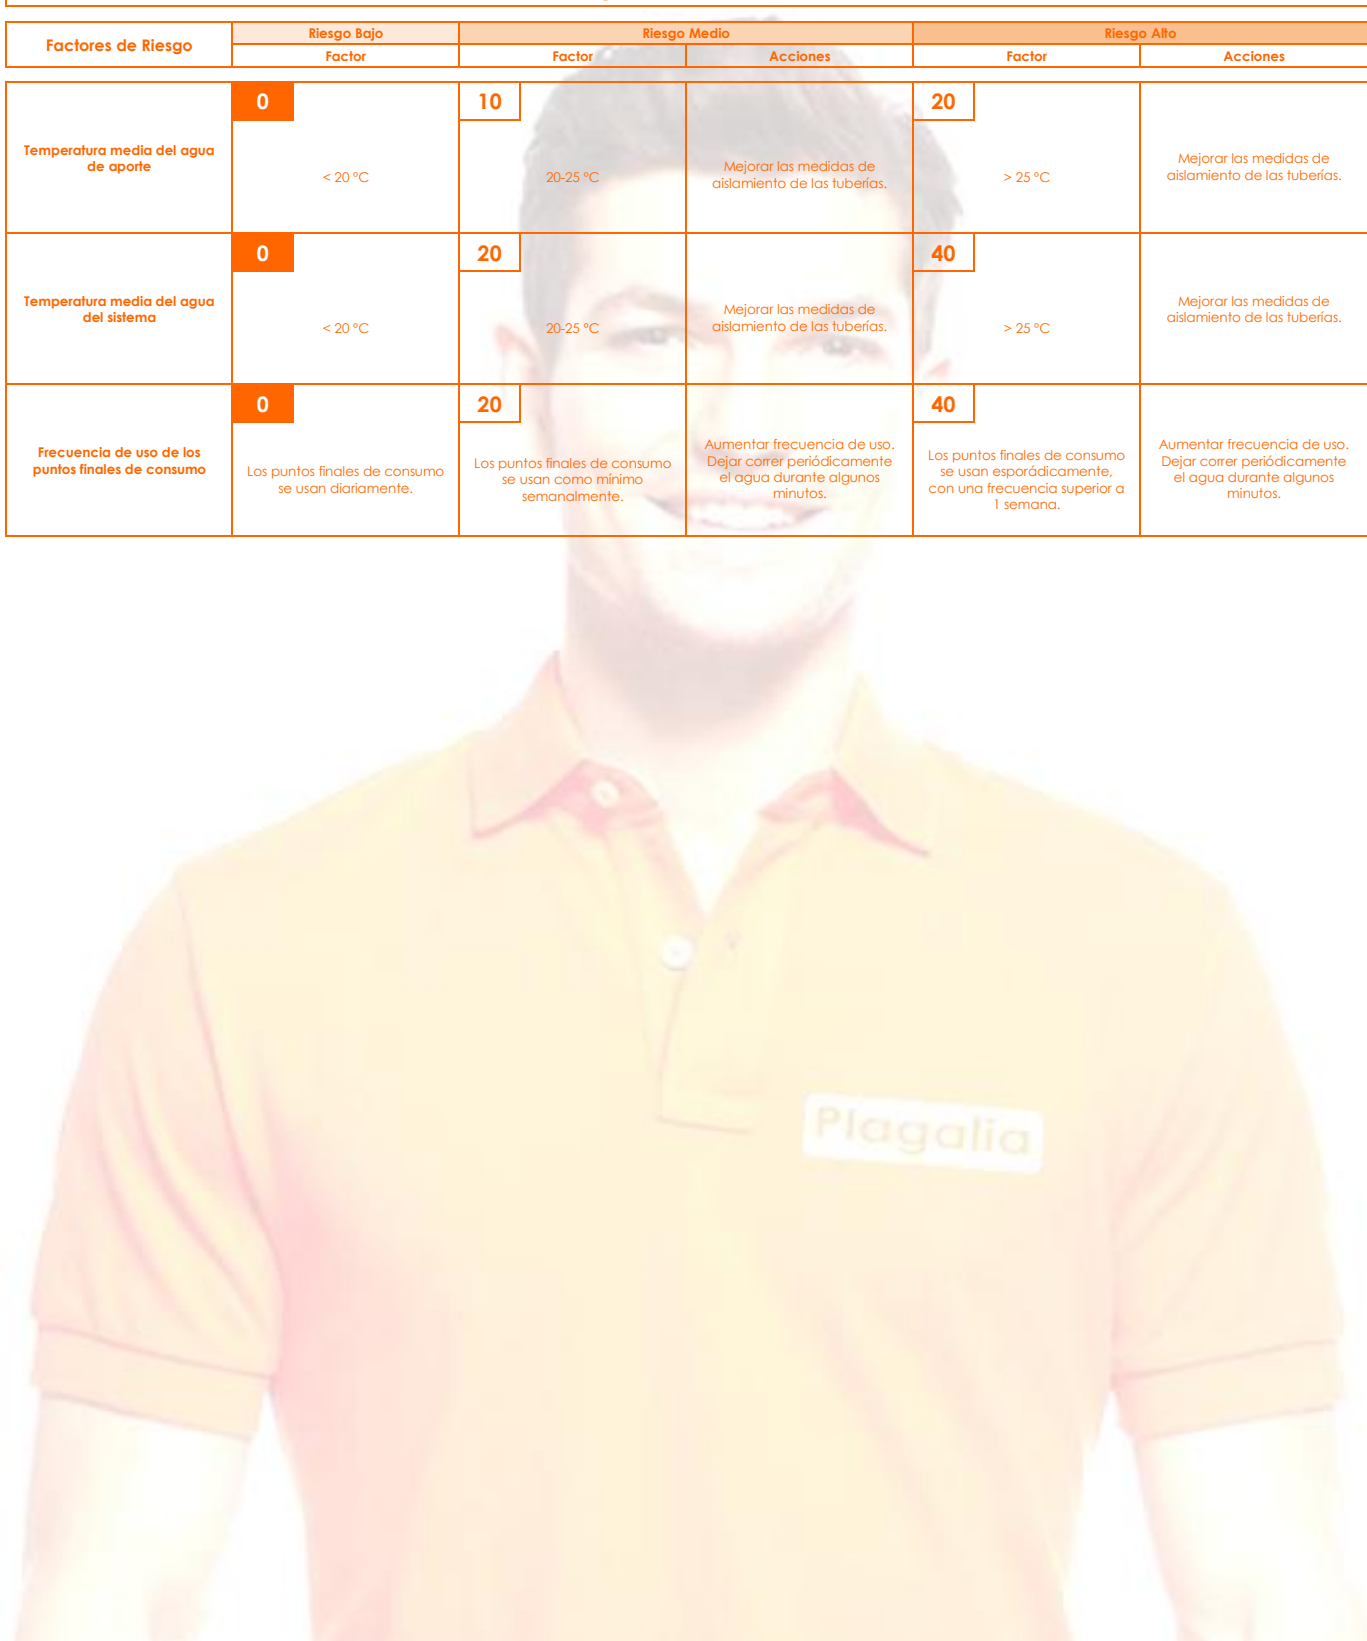 Factores de Riesgo
Riesgo Bajo
Riesgo Medio
Riesgo Alto
Factor
Factor
Acciones
Factor
Acciones
Temperatura media del agua
de aporte
0
< 20 °C
10
20-25 °C
Mejorar las medidas de
aislamiento de las tuberías.
20
> 25 °C
Mejorar las medidas de
aislamiento de las tuberías.
Temperatura media del agua
del sistema
0
< 20 °C
20
20-25 °C
Mejorar las medidas de
aislamiento de las tuberías.
40
> 25 °C
Mejorar las medidas de
aislamiento de las tuberías.
Frecuencia de uso de los
puntos finales de consumo
0
Los puntos finales de consumo
se usan diariamente.
20
Los puntos finales de consumo
se usan como mínimo
semanalmente.
Aumentar frecuencia de uso.
Dejar correr periódicamente
el agua durante algunos
minutos.
40
Los puntos finales de consumo
se usan esporádicamente,
con una frecuencia superior a
1 semana.
Aumentar frecuencia de uso.
Dejar correr periódicamente
el agua durante algunos
minutos.
Plagalia